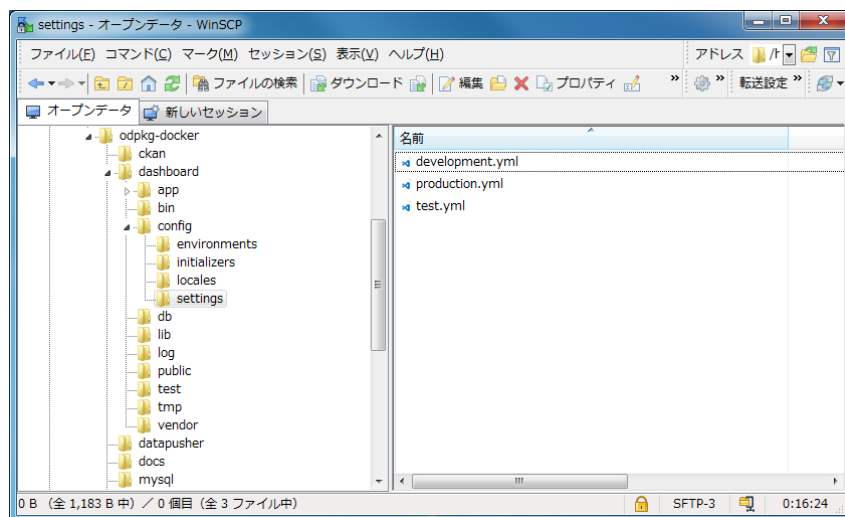 settings - オープンデータ - WinSCP
ファイル(F) コマンド(C) マーク(M) セッション(S) 表示(V) ヘルプ(H) アドレス /h
ファイルの検索 ダウンロード 編集 プロパティ » » 転送設定 »
オープンデータ 新しいセッション
odpkg-docker
ckan
dashboard
app
bin
config
environments
initializers
locales
settings
db
lib
log
public
test
tmp
vendor
datapusher
docs
mysql
名前
development.yml
production.yml
test.yml
0 B (全 1,183 B 中) / 0 個目 (全 3 ファイル中) SFTP-3 0:16:24